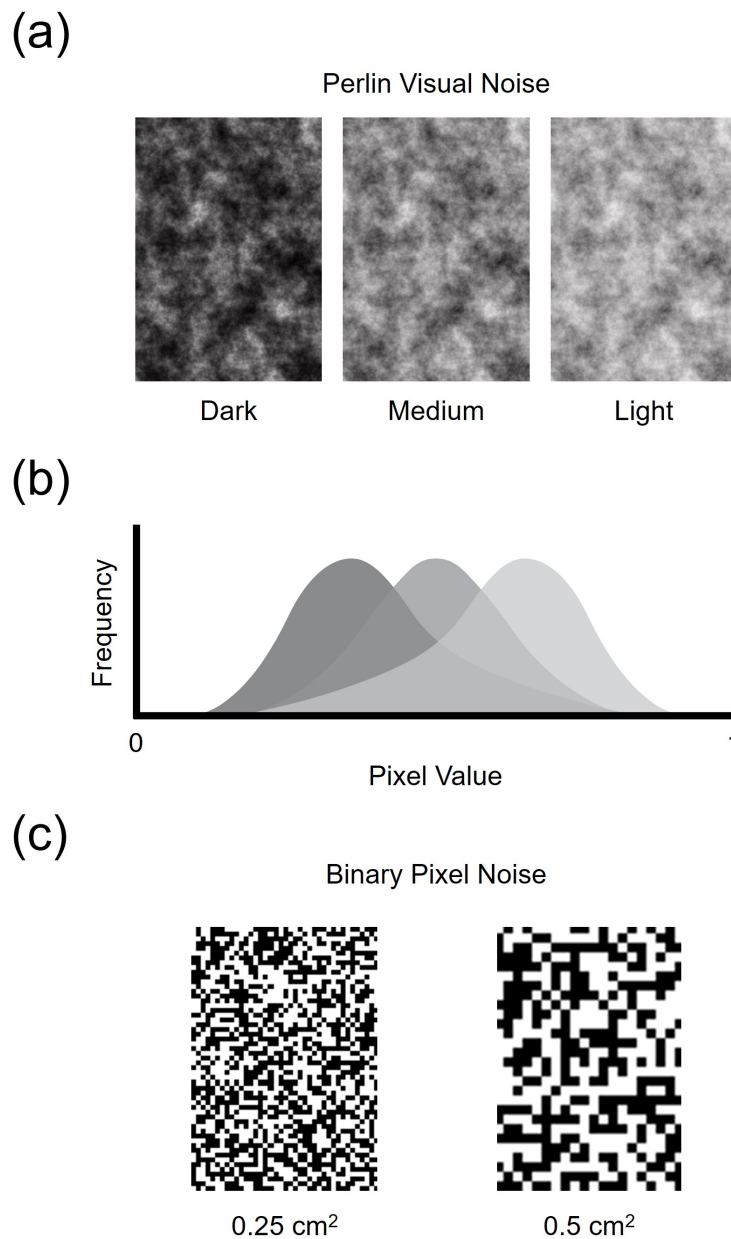 (a)
Perlin Visual Noise
Dark Medium Light
(b)
Frequency
0
Pixel Value
(c)
Binary Pixel Noise
0.25 cm² 0.5 cm²